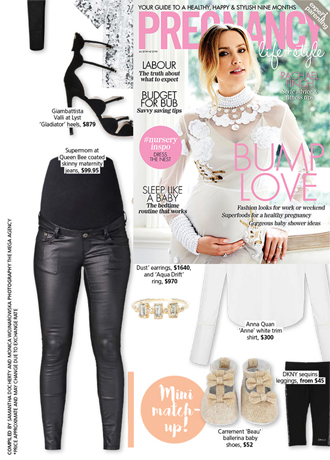 YOUR GUIDE TO A HEALTHY, HAPPY & STYLISH NINE MONTHS
expert parenting
PREGNANCY
life+style
LABOUR
The truth about
what to expect
BUDGET
FOR BUB
Savvy saving tips
#nursery
inspo
DRESS
THE NEST
SLEEP LIKE
A BABY
The bedtime
routine that works
BUMP
LOVE
Fashion looks for work or weekend
Superfoods for a healthy pregnancy
Gorgeous baby shower ideas
Giambattista
Valli at Lyst
'Gladiator' heels, $879
Supermom at
Queen Bee coated
skinny maternity
jeans, $99.95
Dust' earrings, $1640,
and 'Aqua Drift'
ring, $970
Anna Quan
'Anne' white trim
shirt, $300
DKNY sequins
leggings, from $45
Mini
match-
up!
Carrement 'Beau'
ballerina baby
shoes, $52
COMPILED BY SAMANTHA DOCHERTY AND MONICA WISNIAROWSKA PHOTOGRAPHY THE MEGA AGENCY
*PRICE APPROXIMATE AND MAY CHANGE DUE TO EXCHANGE RATE